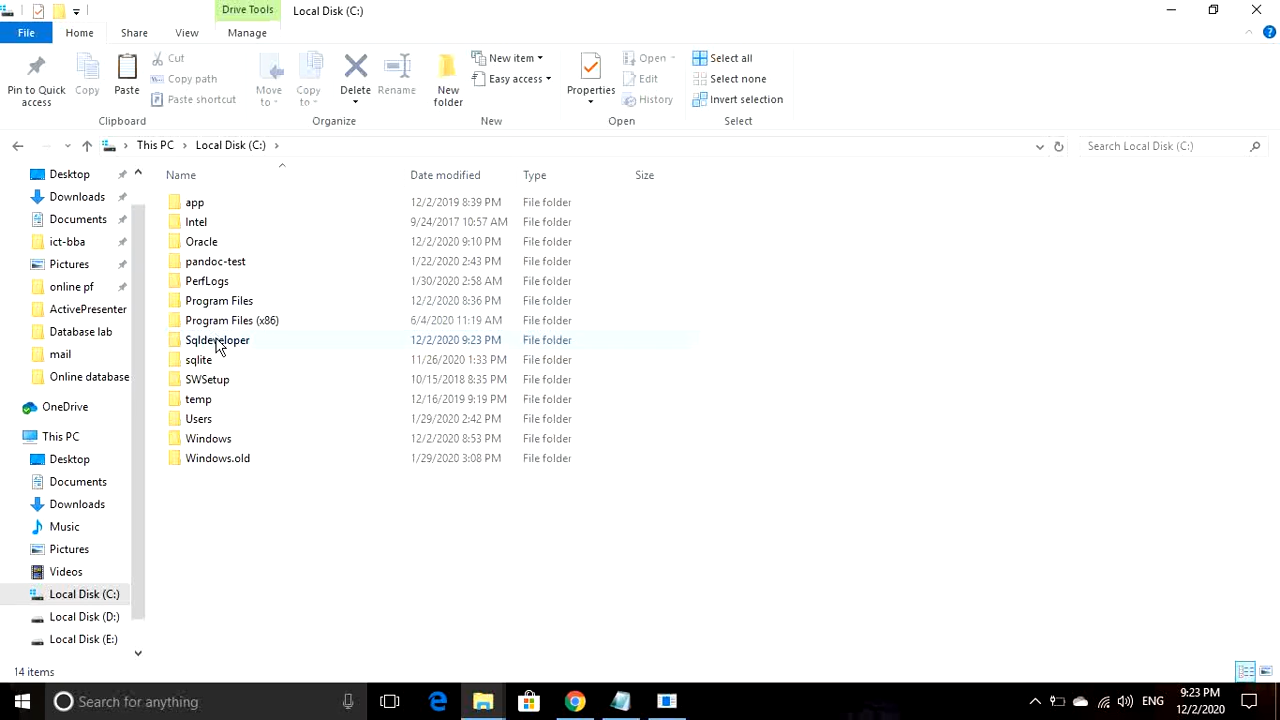 Drive Tools Local Disk (C:)
File Home Share View Manage
Pin to Quick access
Copy
Paste
Cut
Copy path
Paste shortcut
Clipboard
Move to
Copy to
Delete
Rename
Organize
New folder
New item
Easy access
New
Properties
Open
Edit
History
Open
Select all
Select none
Invert selection
Select
This PC Local Disk (C:)
Search Local Disk (C:)
Desktop
Downloads
Documents
ict-bba
Pictures
online pf
ActivePresenter
Database lab
mail
Online database
OneDrive
This PC
Desktop
Documents
Downloads
Music
Pictures
Videos
Local Disk (C:)
Local Disk (D:)
Local Disk (E:)
Name Date modified Type Size
app 12/2/2019 8:39 PM File folder
Intel 9/24/2017 10:57 AM File folder
Oracle 12/2/2020 9:10 PM File folder
pandoc-test 1/22/2020 2:43 PM File folder
PerfLogs 1/30/2020 2:58 AM File folder
Program Files 12/2/2020 8:36 PM File folder
Program Files (x86) 6/4/2020 11:19 AM File folder
Sqldeveloper 12/2/2020 9:23 PM File folder
sqlite 11/26/2020 1:33 PM File folder
SWSetup 10/15/2018 8:35 PM File folder
temp 12/16/2019 9:19 PM File folder
Users 1/29/2020 2:42 PM File folder
Windows 12/2/2020 8:53 PM File folder
Windows.old 1/29/2020 3:08 PM File folder
14 items
Search for anything
ENG
9:23 PM
12/2/2020